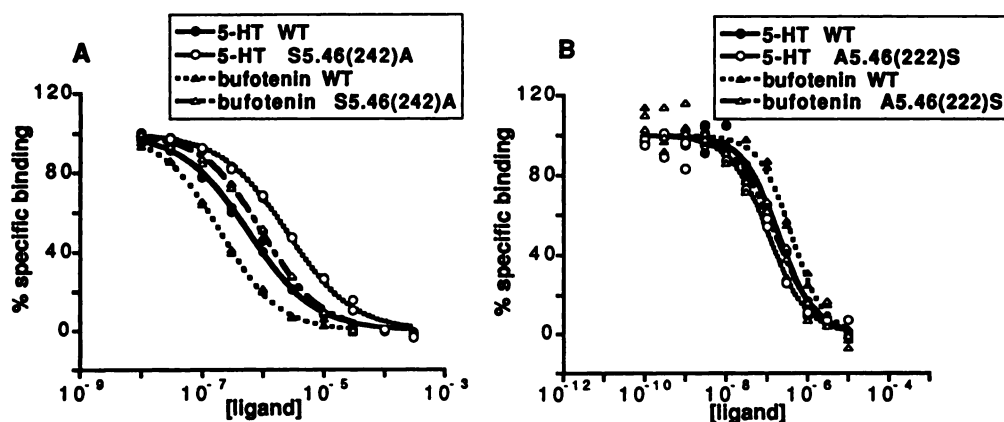 A
5-HT WT
5-HT S5.46(242)A
bufotenin WT
bufotenin S5.46(242)A
% specific binding
120
80
40
0
10-9
10-7
10-5
10-3
[ligand]
B
5-HT WT
5-HT A5.46(222)S
bufotenin WT
bufotenin A5.46(222)S
% specific binding
120
80
40
0
10-12
10-10
10-8
10-6
10-4
[ligand]